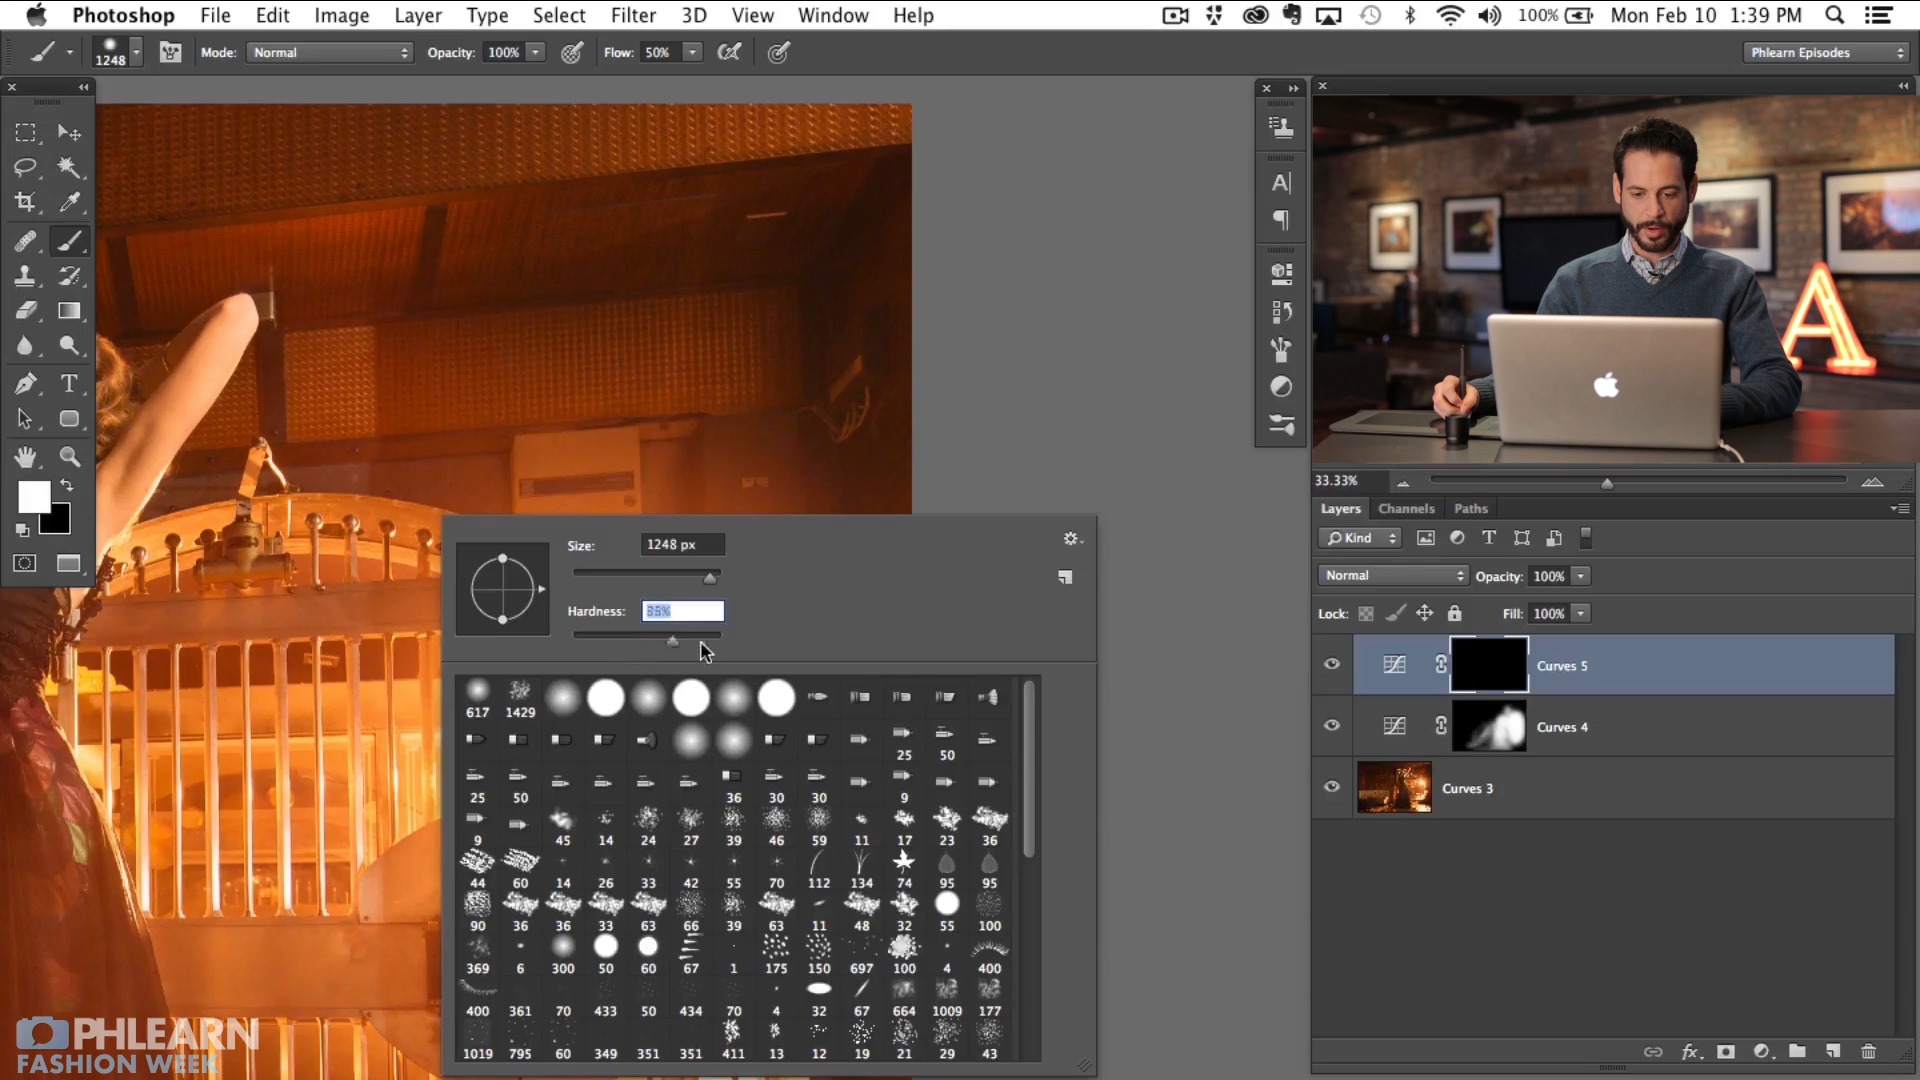 Photoshop File Edit Image Layer Type Select Filter 3D View Window Help 100% Mon Feb 10 1:39 PM
1248 Mode: Normal Opacity: 100% Flow: 50% Phlearn Episodes
33.33%
Layers Channels Paths
Kind
Normal Opacity: 100%
Lock: Fill: 100%
Curves 5
Curves 4
Curves 3
fx
Size: 1248 px
Hardness:
617 1429
25 50
25 50 36 30 30 9
9 45 14 24 27 39 46 59 11 17 23 36
44 60 14 26 33 42 55 70 112 134 74 95 95
90 36 36 33 63 66 39 63 11 48 32 55 100
369 6 300 50 60 67 1 175 150 697 100 4 400
400 361 70 433 50 434 70 4 32 67 664 1009 177
1019 795 60 349 351 351 411 13 12 19 21 29 43
A
PHLEARN
FASHION WEEK